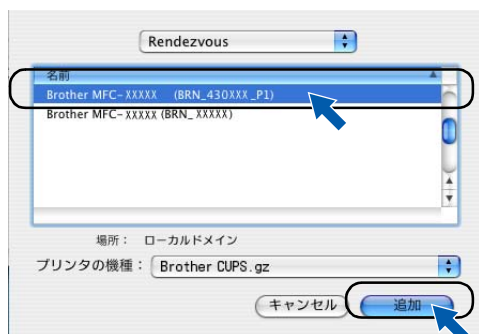 Rendezvous
名前
Brother MFC-XXXXX (BRN_430XXX_P1)
Brother MFC-XXXXX (BRN_XXXXX)
場所： ローカルドメイン
プリンタの機種： Brother CUPS.gz
キャンセル 追加